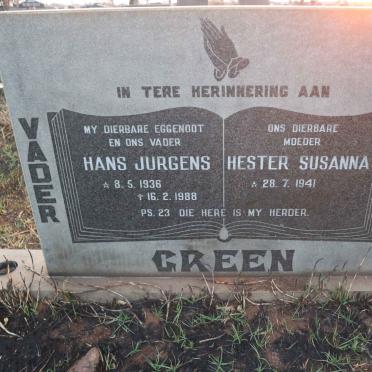 IN TERE HERINNERING AAN
VADER
MY DIERBARE EGGENOOT
EN ONS VADER
HANS JURGENS
☆ 8. 5. 1936
✝ 16. 2. 1988
ONS DIERBARE
MOEDER
HESTER SUSANNA
☆ 28. 7. 1941
PS. 23 DIE HERE IS MY HERDER.
GREEN